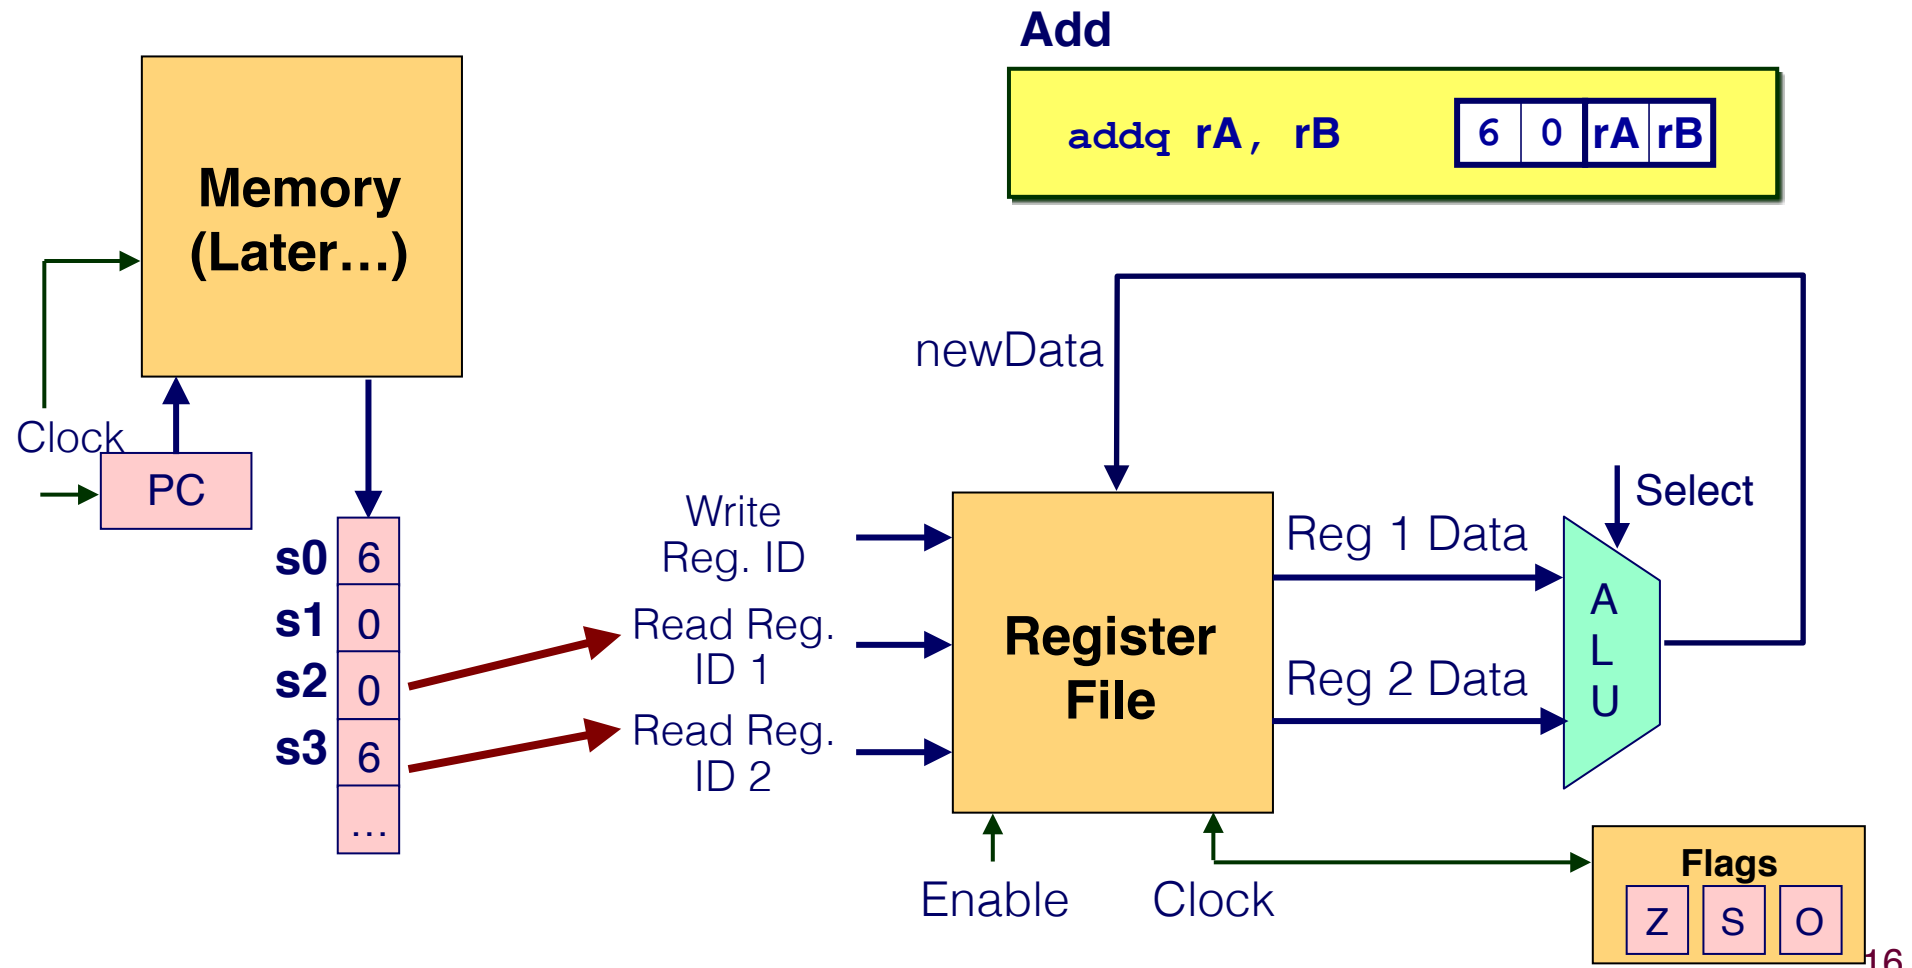 Add
addq rA, rB
6 0 rA rB
Memory
(Later…)
Clock
PC
newData
Select
s0 6
s1 0
s2 0
s3 6
…
Write
Reg. ID
Read Reg.
ID 1
Read Reg.
ID 2
Register
File
Reg 1 Data
Reg 2 Data
A
L
U
Enable
Clock
Flags
Z S O
16